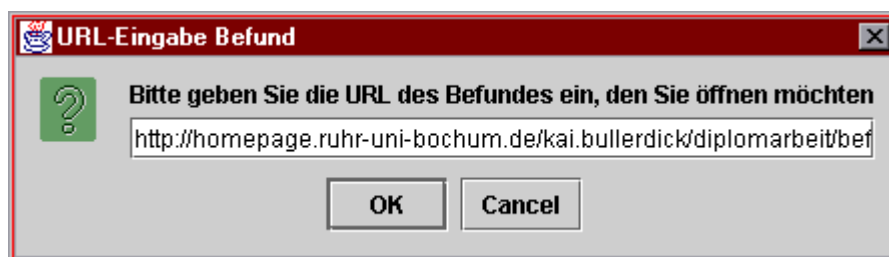 URL-Eingabe Befund
Bitte geben Sie die URL des Befundes ein, den Sie öffnen möchten
http://homepage.ruhr-uni-bochum.de/kai.bullerdick/diplomarbeit/bef
OK
Cancel